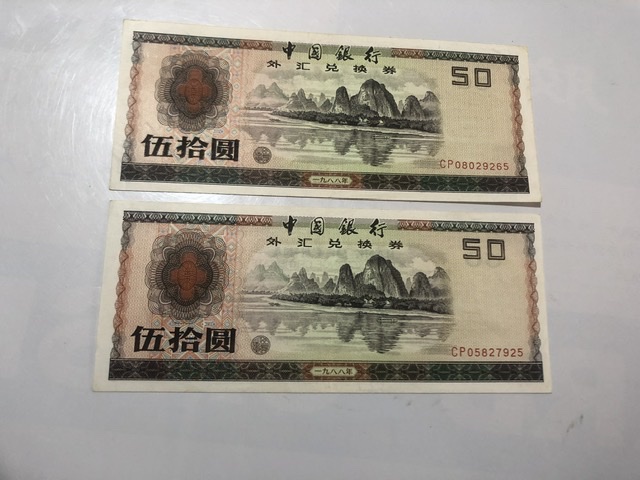 中国银行
外汇兑换券
50
伍拾圆
CP08029265
一九八八年
中国银行
外汇兑换券
50
伍拾圆
CP05827925
一九八八年